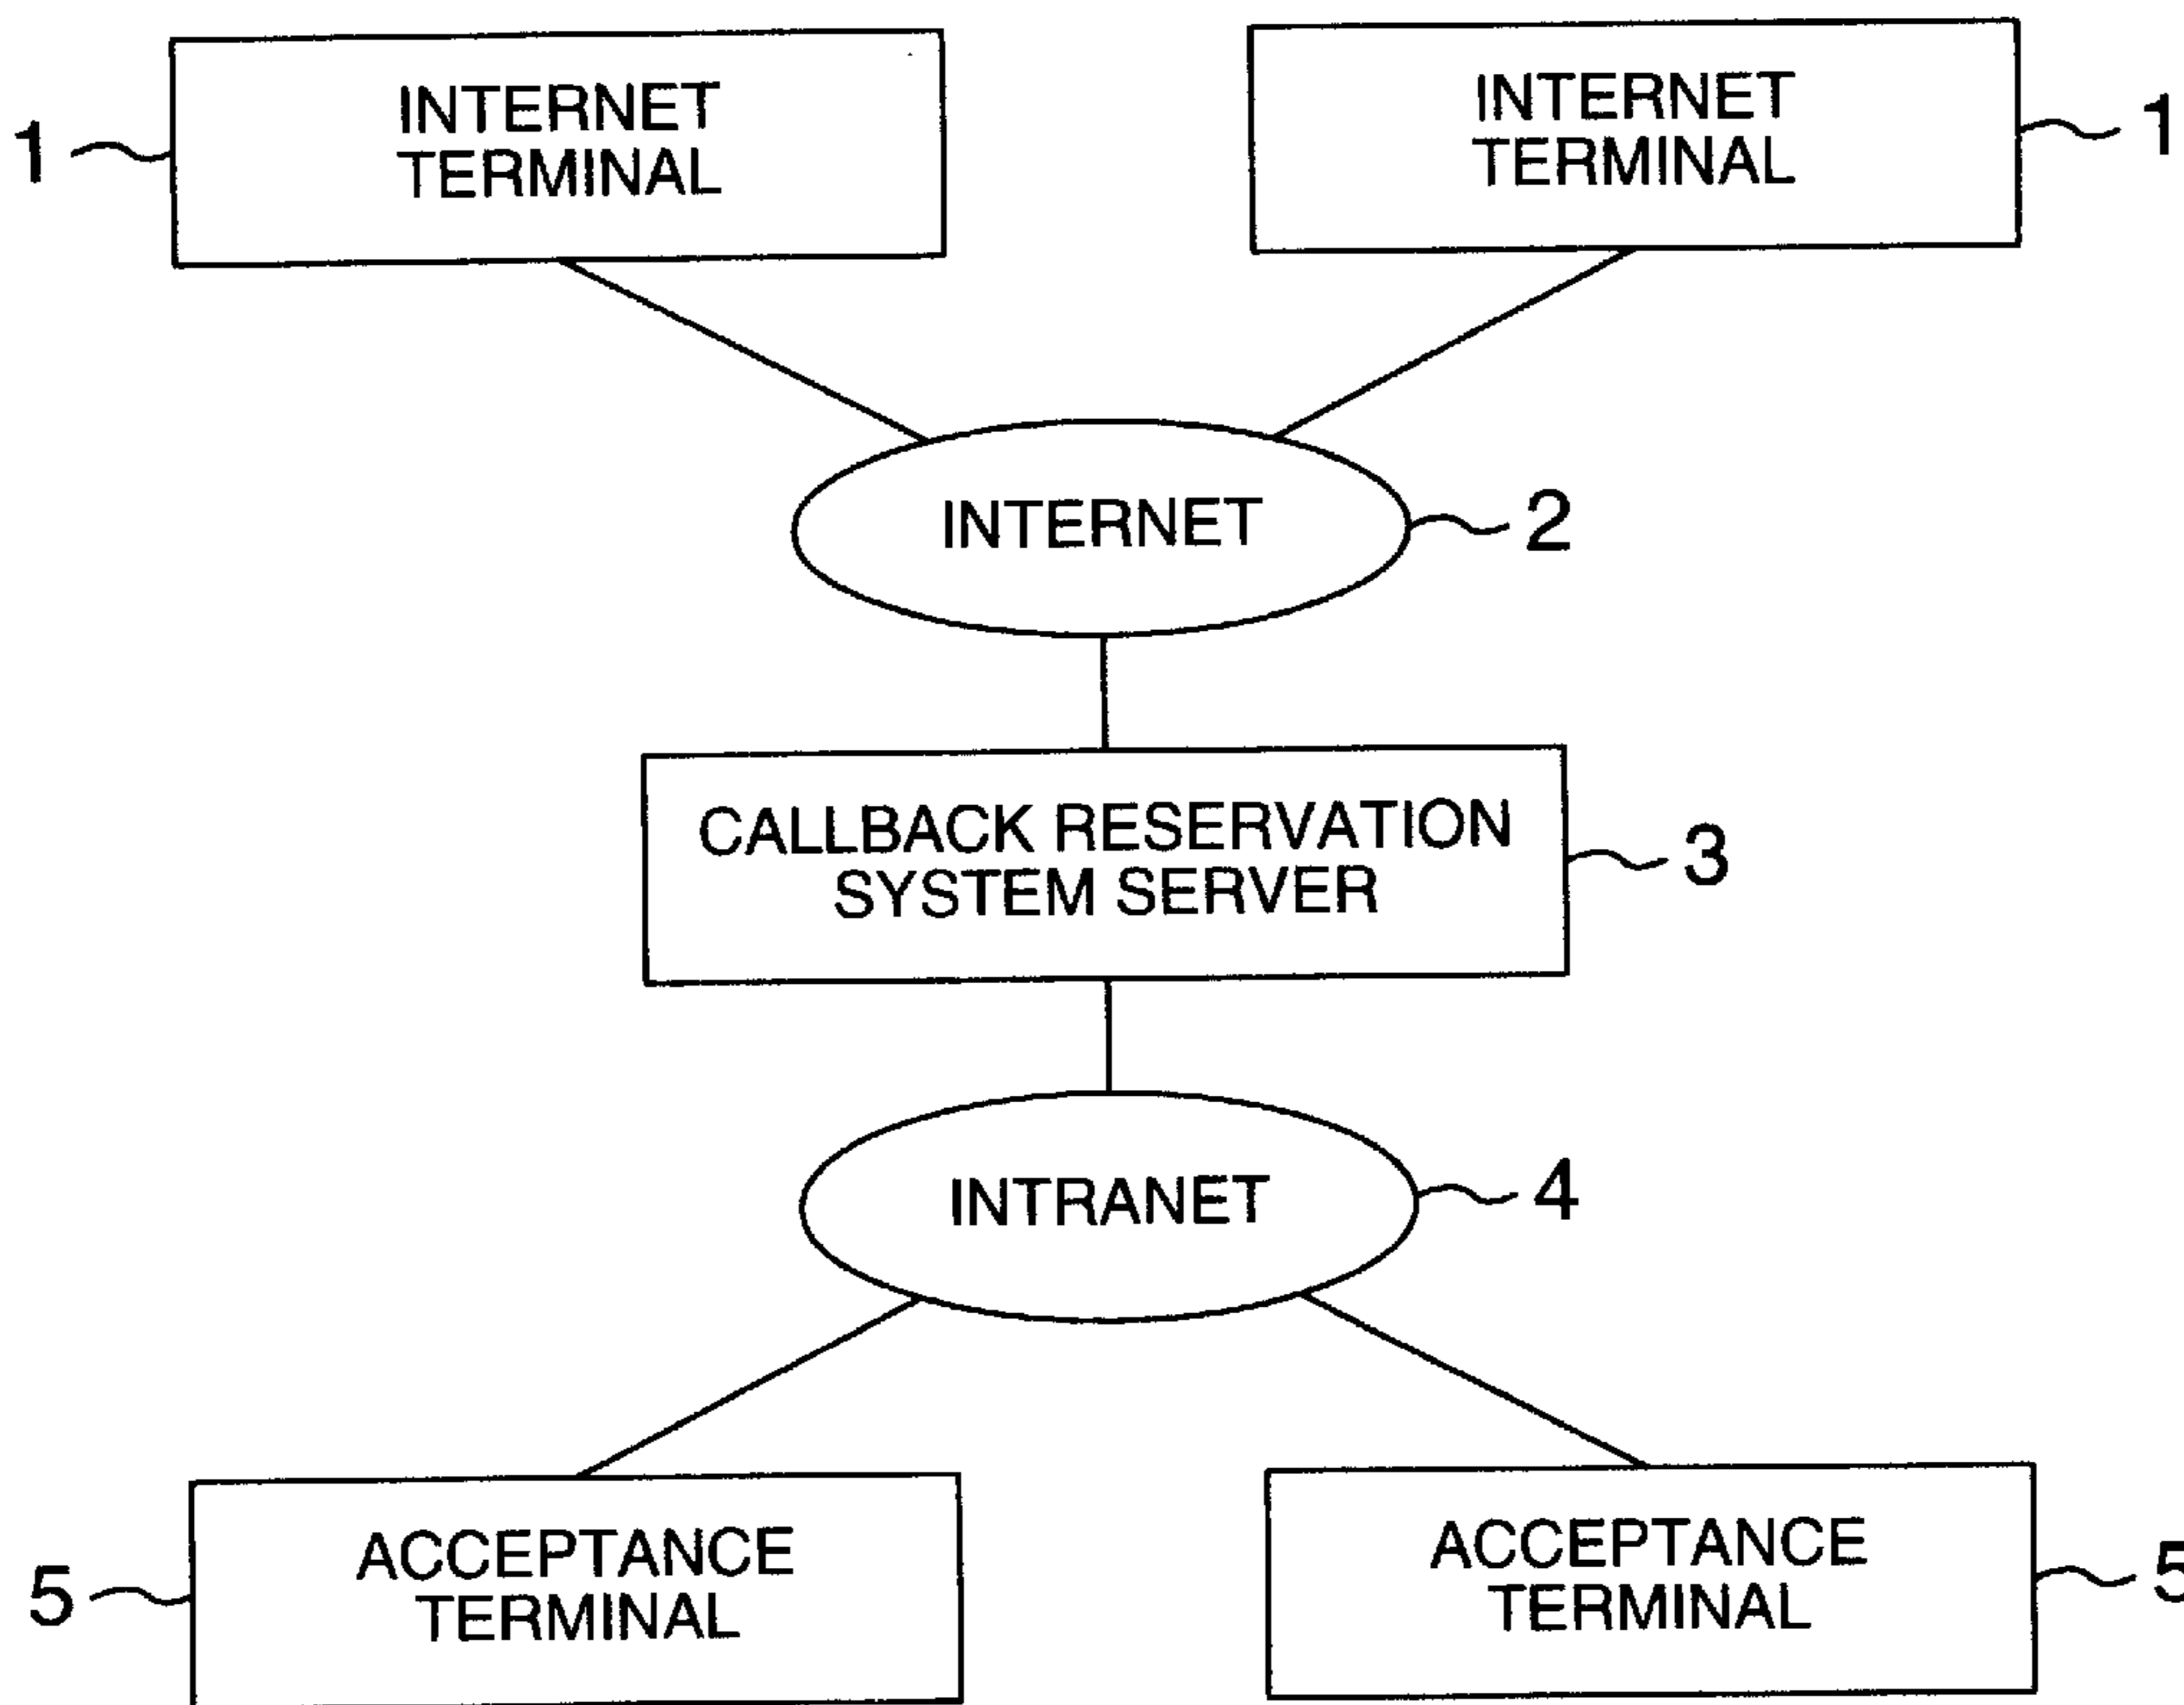 INTERNET
TERMINAL
1
INTERNET
TERMINAL
1
INTERNET
2
CALLBACK RESERVATION
SYSTEM SERVER
3
INTRANET
4
ACCEPTANCE
TERMINAL
5
ACCEPTANCE
TERMINAL
5